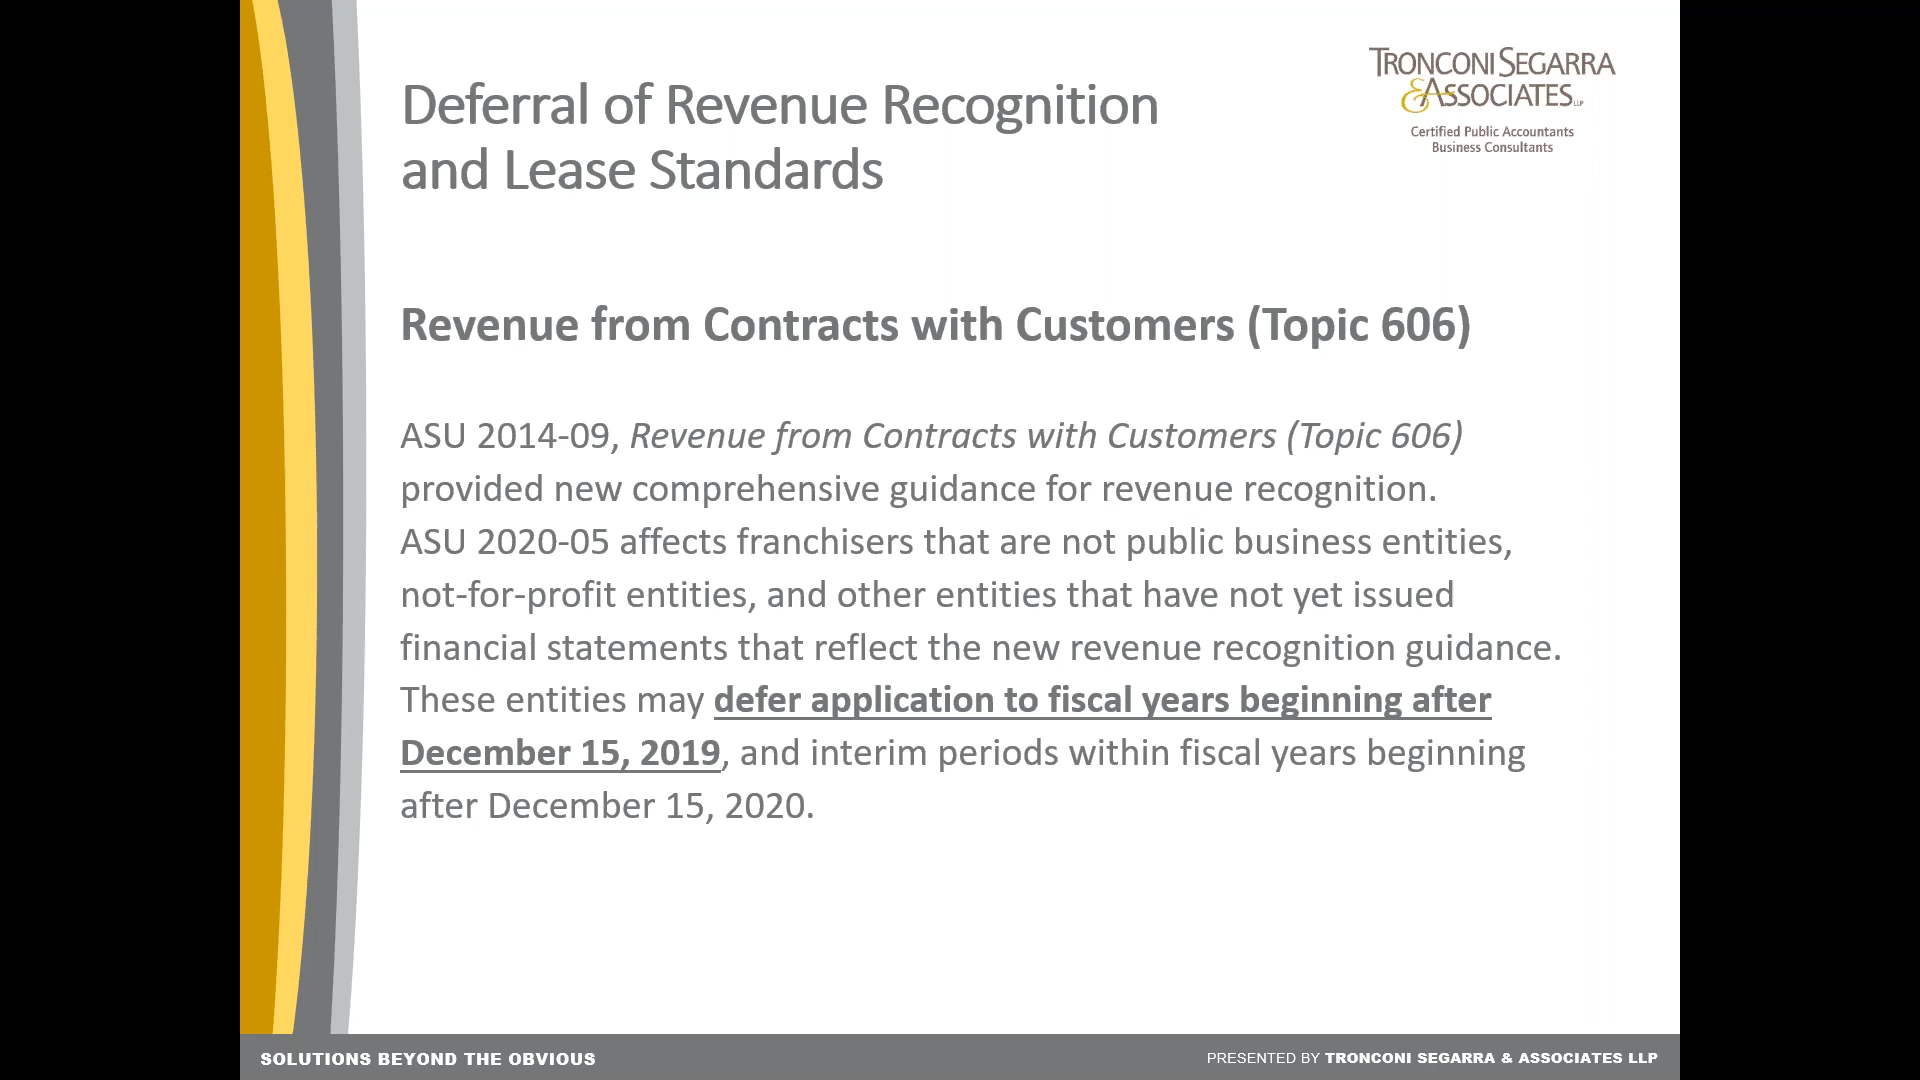 Deferral of Revenue Recognition
and Lease Standards
TRONCONI SEGARRA
& ASSOCIATES LLP
Certified Public Accountants
Business Consultants
Revenue from Contracts with Customers (Topic 606)
ASU 2014-09, Revenue from Contracts with Customers (Topic 606)
provided new comprehensive guidance for revenue recognition.
ASU 2020-05 affects franchisers that are not public business entities,
not-for-profit entities, and other entities that have not yet issued
financial statements that reflect the new revenue recognition guidance.
These entities may defer application to fiscal years beginning after
December 15, 2019, and interim periods within fiscal years beginning
after December 15, 2020.
SOLUTIONS BEYOND THE OBVIOUS
PRESENTED BY TRONCONI SEGARRA & ASSOCIATES LLP